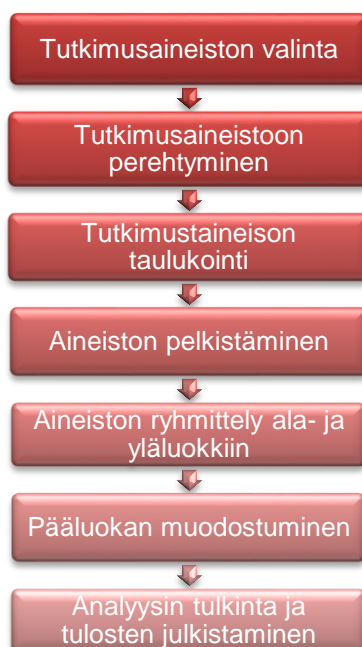 Tutkimusaineiston valinta
Tutkimusaineistoon
perehtyminen
Tutkimustaineison
taulukointi
Aineiston pelkistäminen
Aineiston ryhmittely ala- ja
yläluokkiin
Pääluokan muodostuminen
Analyysin tulkinta ja
tulosten julkistaminen